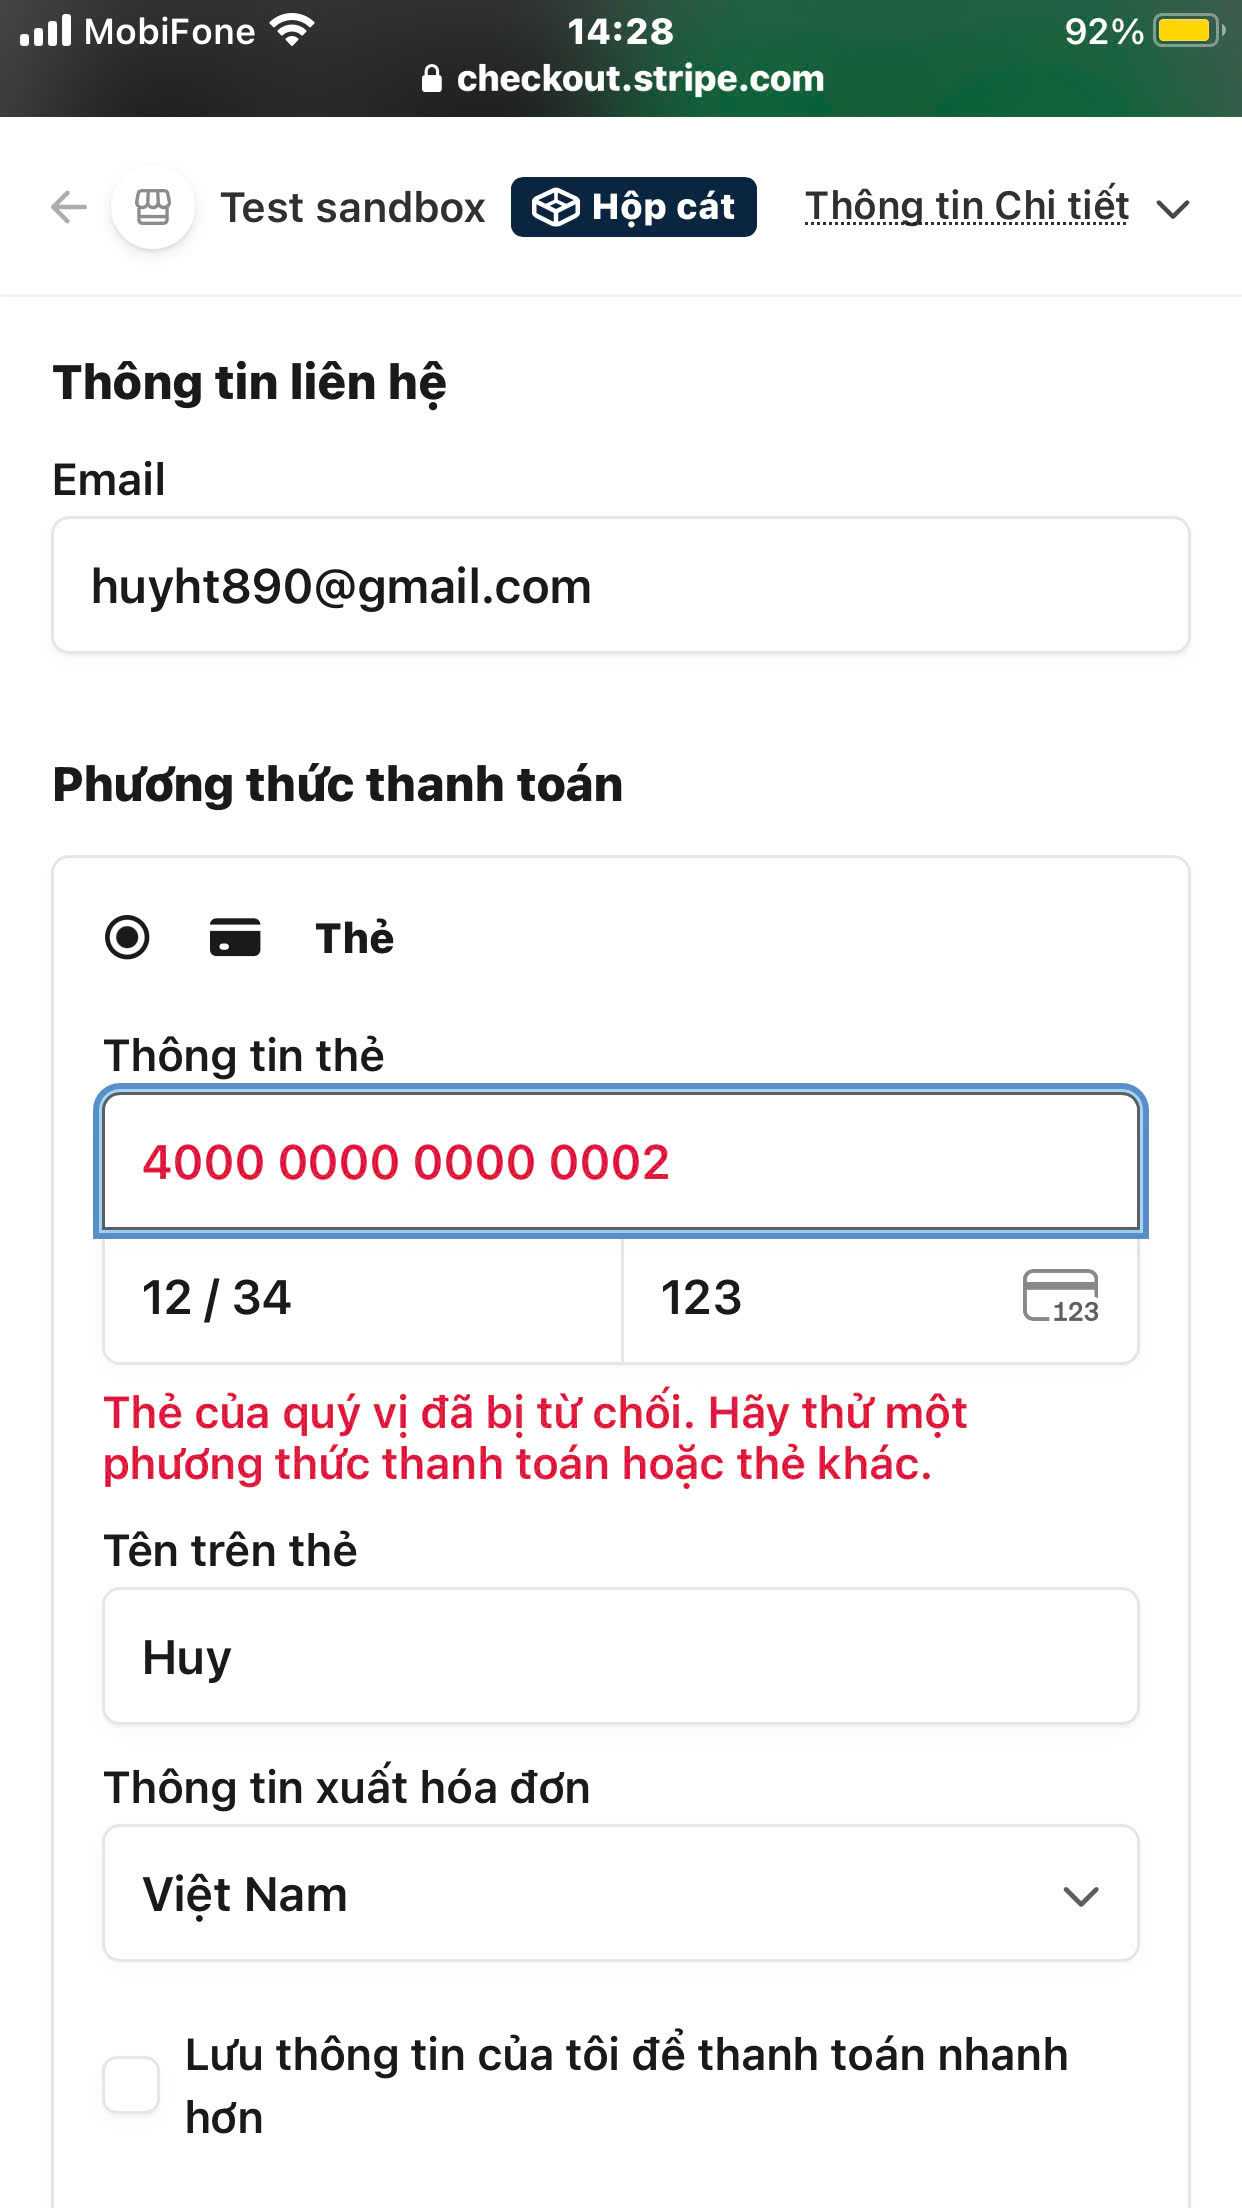 MobiFone 14:28 92%
checkout.stripe.com
Test sandbox Hộp cát Thông tin Chi tiết
Thông tin liên hệ
Email
huyht890@gmail.com
Phương thức thanh toán
Thẻ
Thông tin thẻ
4000 0000 0000 0002
12 / 34 123 123
Thẻ của quý vị đã bị từ chối. Hãy thử một
phương thức thanh toán hoặc thẻ khác.
Tên trên thẻ
Huy
Thông tin xuất hóa đơn
Việt Nam
Lưu thông tin của tôi để thanh toán nhanh
hơn